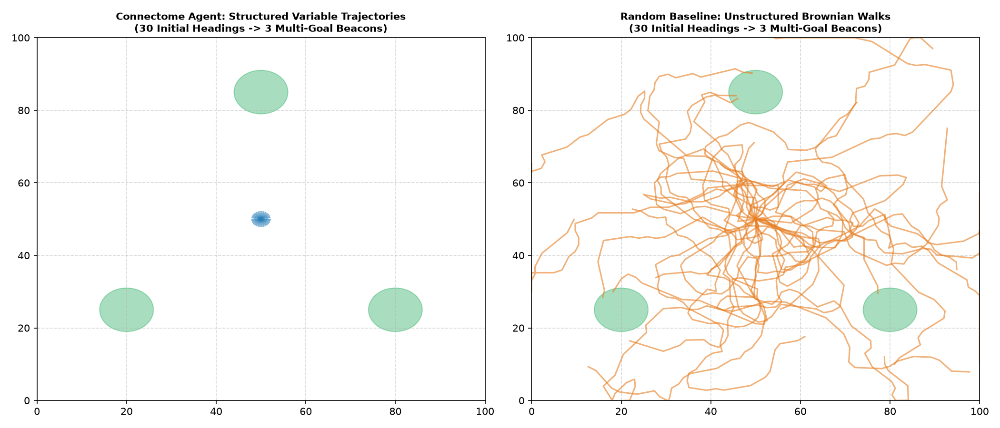 Connectome Agent: Structured Variable Trajectories
(30 Initial Headings -> 3 Multi-Goal Beacons)
100
80
60
40
20
0
0 20 40 60 80 100
Random Baseline: Unstructured Brownian Walks
(30 Initial Headings -> 3 Multi-Goal Beacons)
100
80
60
40
20
0
0 20 40 60 80 100